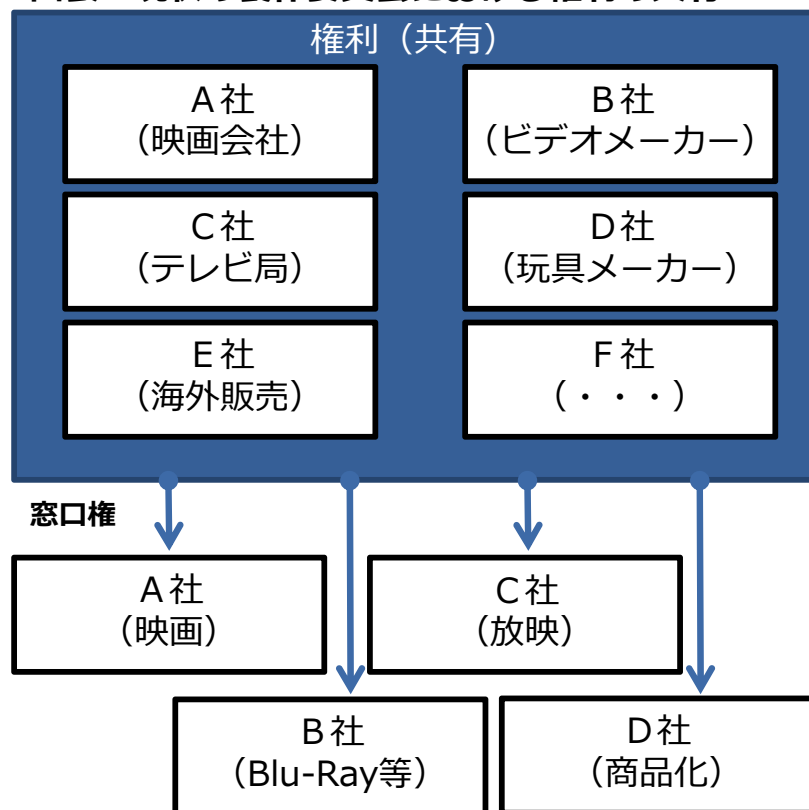 権利（共有）
A社
（映画会社）
B社
（ビデオメーカー）
C社
（テレビ局）
D社
（玩具メーカー）
E社
（海外販売）
F社
（・・・）
窓口権
A社
（映画）
C社
（放映）
B社
（Blu-Ray等）
D社
（商品化）